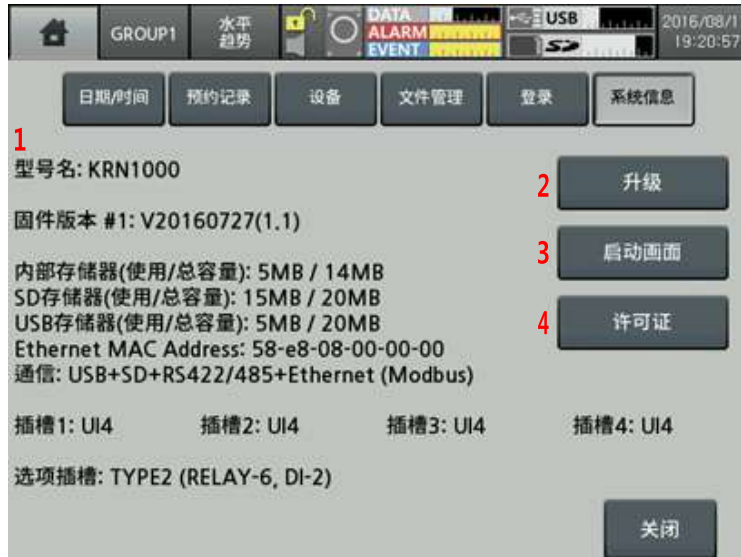 GROUP1
水平
趋势
DATA
ALARM
EVENT
USB
SD
2016/08/1
19:20:57
日期/时间 预约记录 设备 文件管理 登录 系统信息
1
型号名: KRN1000
2 升级
固件版本 #1: V20160727(1.1)
3 启动画面
内部存储器(使用/总容量): 5MB / 14MB
SD存储器(使用/总容量): 15MB / 20MB
USB存储器(使用/总容量): 5MB / 20MB
4 许可证
Ethernet MAC Address: 58-e8-08-00-00-00
通信: USB+SD+RS422/485+Ethernet (Modbus)
插槽1: UI4 插槽2: UI4 插槽3: UI4 插槽4: UI4
选项插槽: TYPE2 (RELAY-6, DI-2)
关闭